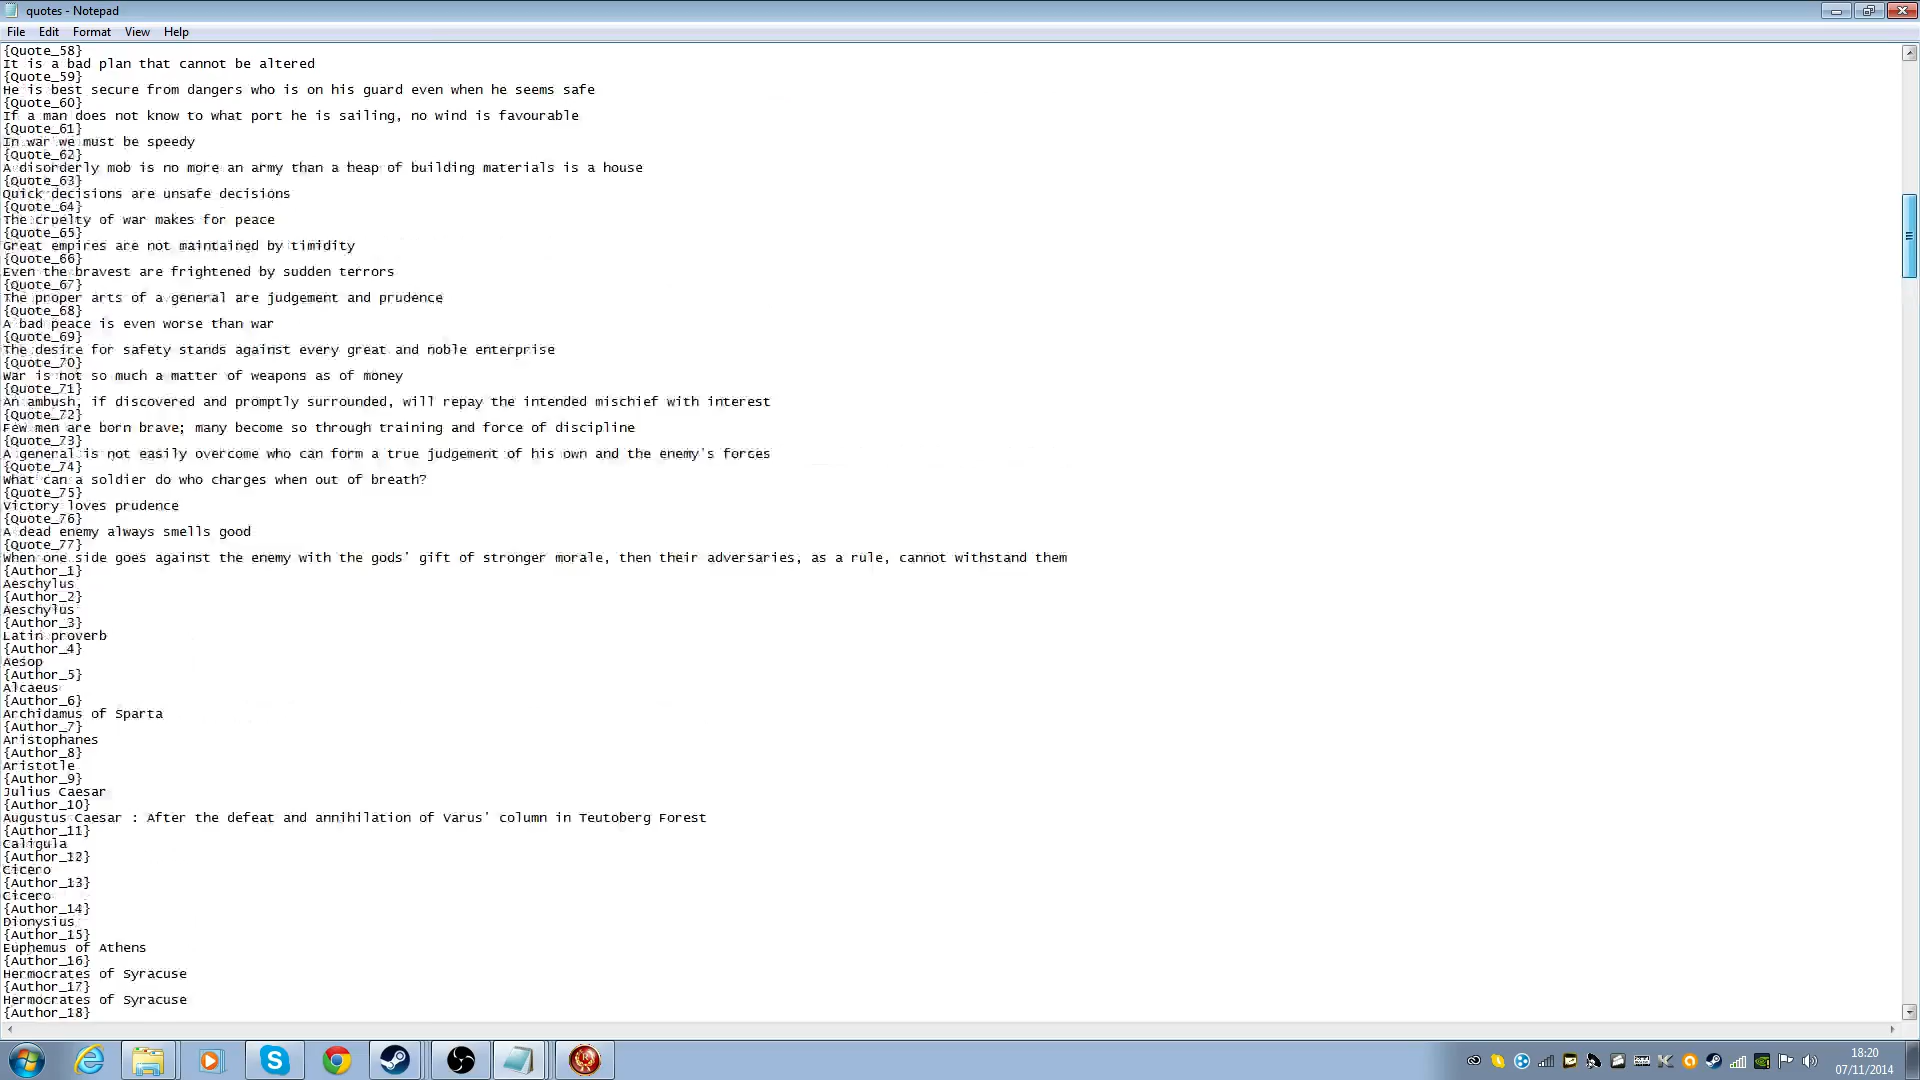 quotes - Notepad
File Edit Format View Help
{Quote_58}
It is a bad plan that cannot be altered
{Quote_59}
He is best secure from dangers who is on his guard even when he seems safe
{Quote_60}
If a man does not know to what port he is sailing, no wind is favourable
{Quote_61}
In war we must be speedy
{Quote_62}
A disorderly mob is no more an army than a heap of building materials is a house
{Quote_63}
Quick decisions are unsafe decisions
{Quote_64}
The cruelty of war makes for peace
{Quote_65}
Great empires are not maintained by timidity
{Quote_66}
Even the bravest are frightened by sudden terrors
{Quote_67}
The proper arts of a general are judgement and prudence
{Quote_68}
A bad peace is even worse than war
{Quote_69}
The desire for safety stands against every great and noble enterprise
{Quote_70}
War is not so much a matter of weapons as of money
{Quote_71}
An ambush, if discovered and promptly surrounded, will repay the intended mischief with interest
{Quote_72}
Few men are born brave; many become so through training and force of discipline
{Quote_73}
A general is not easily overcome who can form a true judgement of his own and the enemy's forces
{Quote_74}
What can a soldier do who charges when out of breath?
{Quote_75}
Victory loves prudence
{Quote_76}
A dead enemy always smells good
{Quote_77}
When one side goes against the enemy with the gods' gift of stronger morale, then their adversaries, as a rule, cannot withstand them
{Author_1}
Aeschylus
{Author_2}
Aeschylus
{Author_3}
Latin proverb
{Author_4}
Aesop
{Author_5}
Alcaeus
{Author_6}
Archidamus of Sparta
{Author_7}
Aristophanes
{Author_8}
Aristotle
{Author_9}
Julius Caesar
{Author_10}
Augustus Caesar : After the defeat and annihilation of Varus' column in Teutoberg Forest
{Author_11}
Caligula
{Author_12}
Cicero
{Author_13}
Cicero
{Author_14}
Dionysius
{Author_15}
Euphemus of Athens
{Author_16}
Hermocrates of Syracuse
{Author_17}
Hermocrates of Syracuse
{Author_18}
18:20
07/11/2014